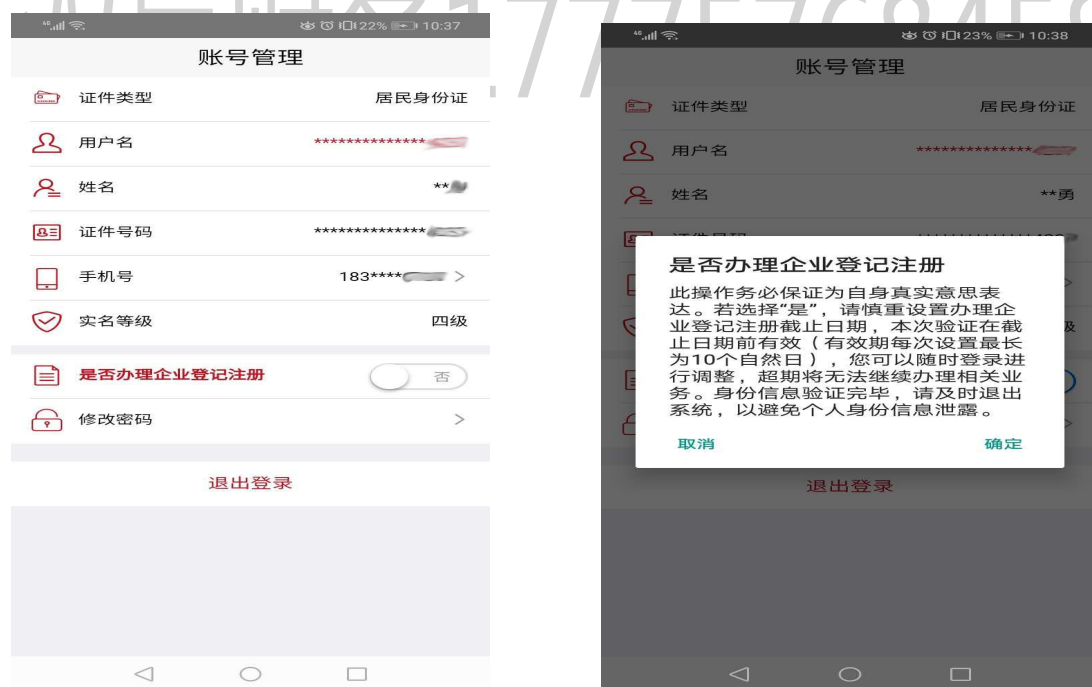 46 22% 10:37
账号管理
证件类型 居民身份证
用户名 **************
姓名 **
证件号码 **************
手机号 183****
实名等级 四级
是否办理企业登记注册 否
修改密码
退出登录
46 23% 10:38
账号管理
证件类型 居民身份证
用户名 **************
姓名 **勇
是否办理企业登记注册
此操作务必保证为自身真实意思表
达。若选择“是”，请慎重设置办理企
业登记注册截止日期，本次验证在截
止日期前有效（有效期每次设置最长
为10个自然日），您可以随时登录进
行调整，超期将无法继续办理相关业
务。身份信息验证完毕，请及时退出
系统，以避免个人身份信息泄露。
取消 确定
级
退出登录